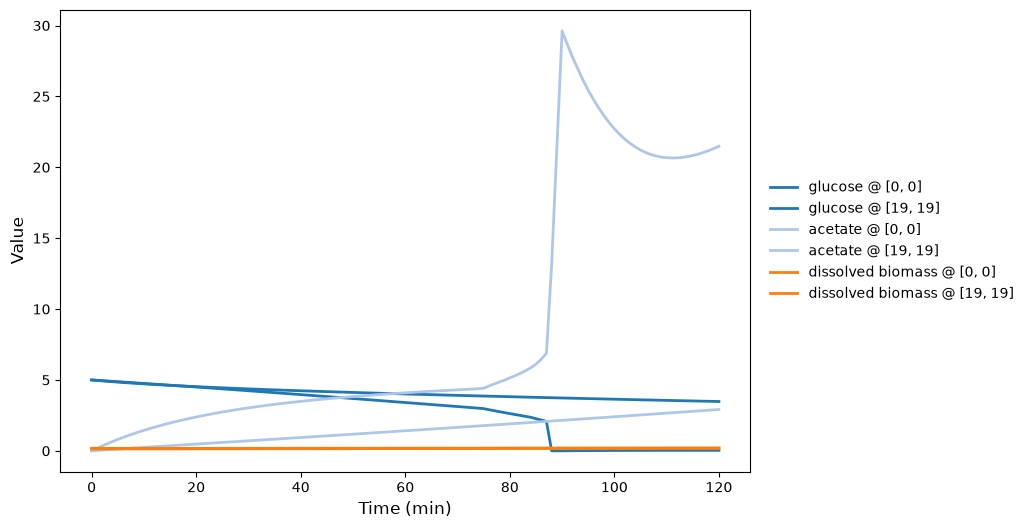 30
25
20
15
10
5
0
Value
0 20 40 60 80 100 120
Time (min)
glucose @ [0, 0]
glucose @ [19, 19]
acetate @ [0, 0]
acetate @ [19, 19]
dissolved biomass @ [0, 0]
dissolved biomass @ [19, 19]